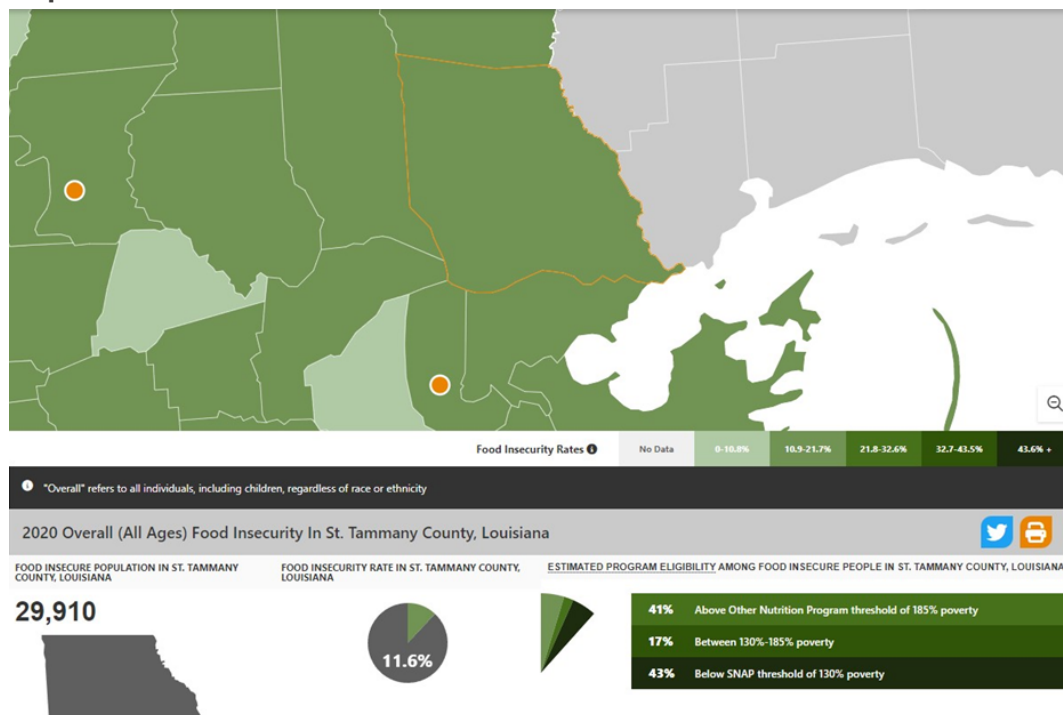 Food Insecurity Rates
No Data
0-10.8%
10.9-21.7%
21.8-32.6%
32.7-43.5%
43.6% +
"Overall" refers to all individuals, including children, regardless of race or ethnicity
2020 Overall (All Ages) Food Insecurity In St. Tammany County, Louisiana
FOOD INSECURE POPULATION IN ST. TAMMANY
COUNTY, LOUISIANA
29,910
FOOD INSECURITY RATE IN ST. TAMMANY COUNTY,
LOUISIANA
11.6%
ESTIMATED PROGRAM ELIGIBILITY AMONG FOOD INSECURE PEOPLE IN ST. TAMMANY COUNTY, LOUISIANA
41% Above Other Nutrition Program threshold of 185% poverty
17% Between 130%-185% poverty
43% Below SNAP threshold of 130% poverty